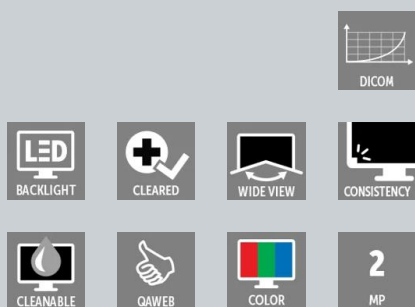 DICOM
LED
BACKLIGHT
CLEARED
WIDE VIEW
CONSISTENCY
CLEANABLE
QAWEB
COLOR
2
MP